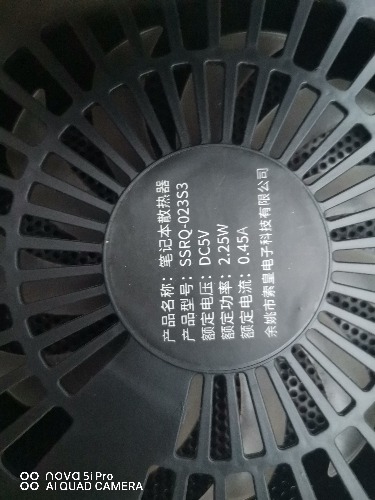 产品名称：笔记本散热器
产品型号：SSRQ-023S3
额定电压：DC5V
额定功率：2.25W
额定电流：0.45A
余姚市索皇电子科技有限公司
nova 5i Pro
AI QUAD CAMERA